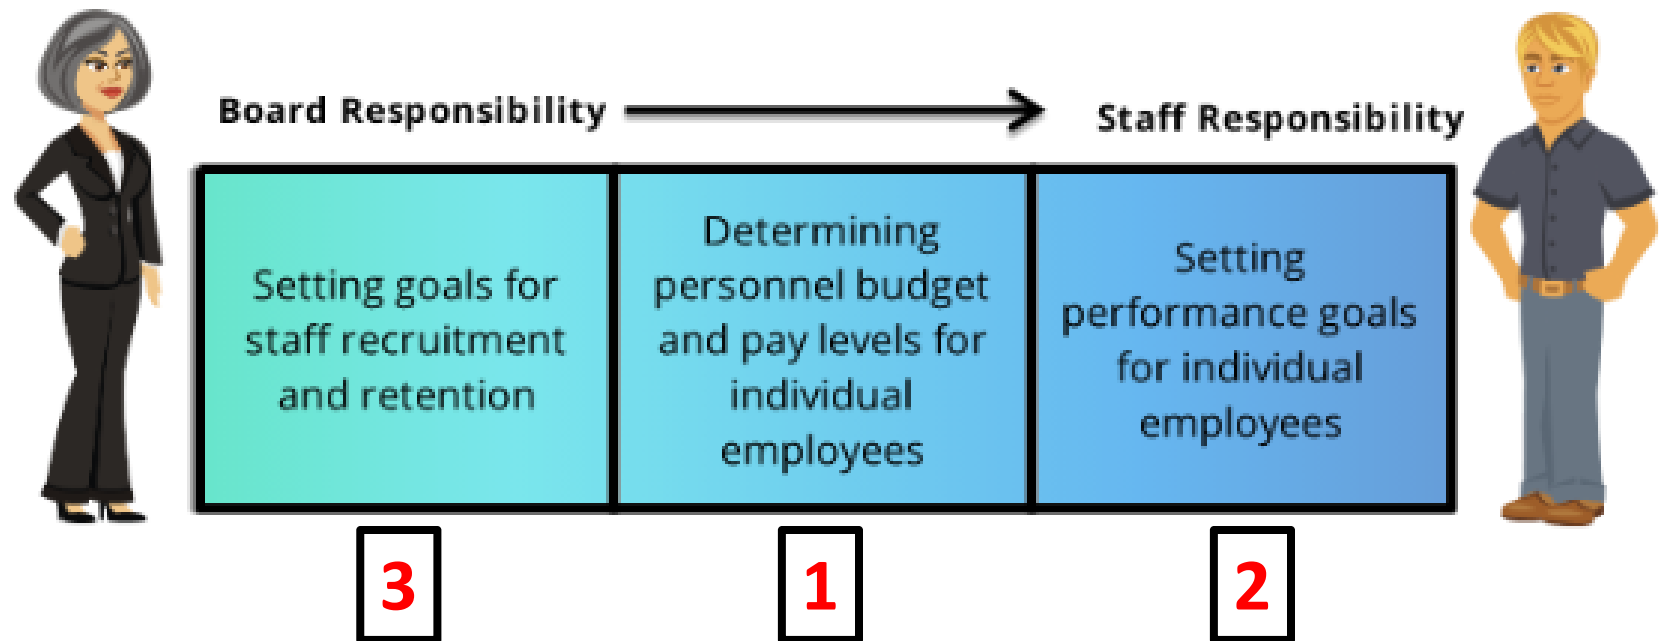 Board Responsibility
Staff Responsibility
Setting goals for
staff recruitment
and retention
Determining
personnel budget
and pay levels for
individual
employees
Setting
performance goals
for individual
employees
3
1
2